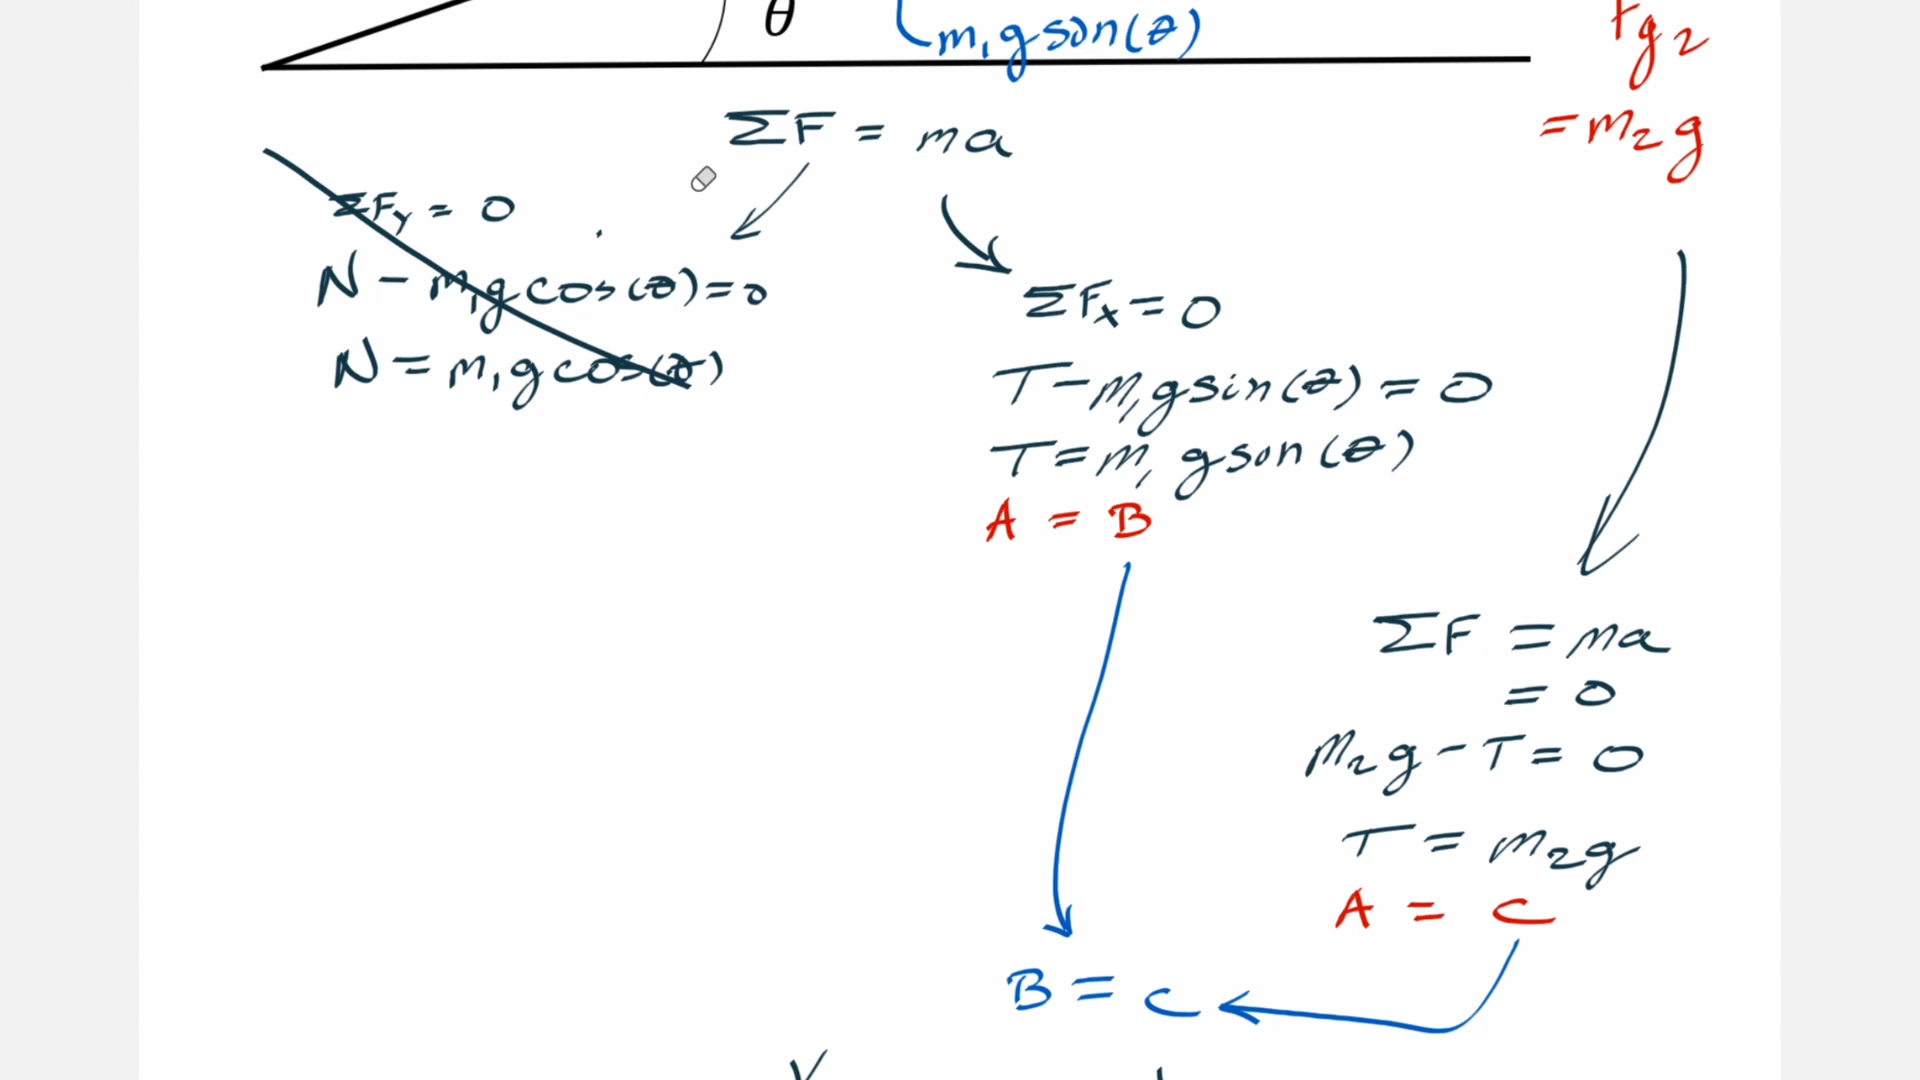 θ
m₁gsin(θ)
Fg₂
= m₂g
ΣF = ma
ΣFy = 0
N - m₁gcos(θ) = 0
N = m₁gcos(θ)
ΣFx = 0
T - m₁gsin(θ) = 0
T = m₁gsin(θ)
A = B
ΣF = ma
= 0
m₂g - T = 0
T = m₂g
A = C
B = C